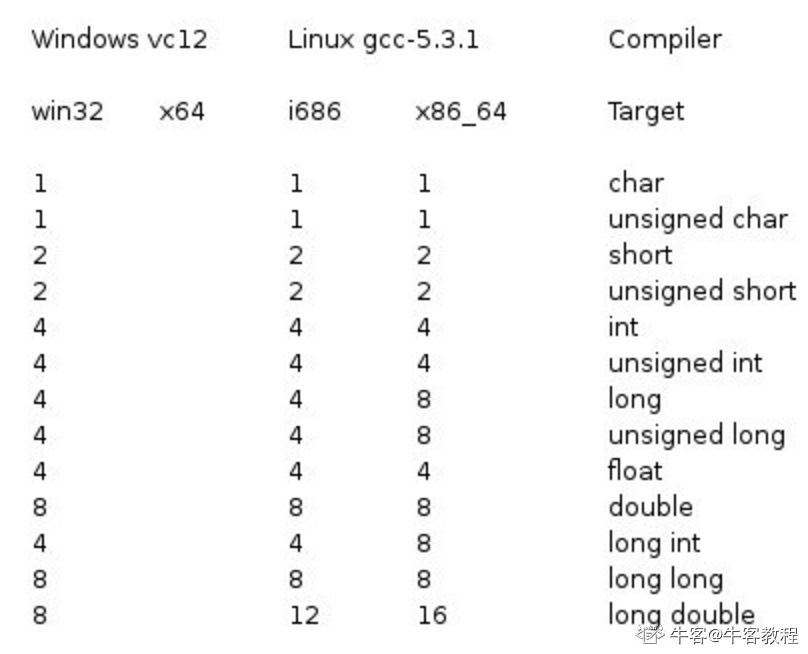 Windows vc12 Linux gcc-5.3.1 Compiler
win32 x64 i686 x86_64 Target
1 1 1 char
1 1 1 unsigned char
2 2 2 short
2 2 2 unsigned short
4 4 4 int
4 4 4 unsigned int
4 4 8 long
4 4 8 unsigned long
4 4 4 float
8 8 8 double
4 4 8 long int
8 8 8 long long
8 12 16 long double
牛客@牛客教程